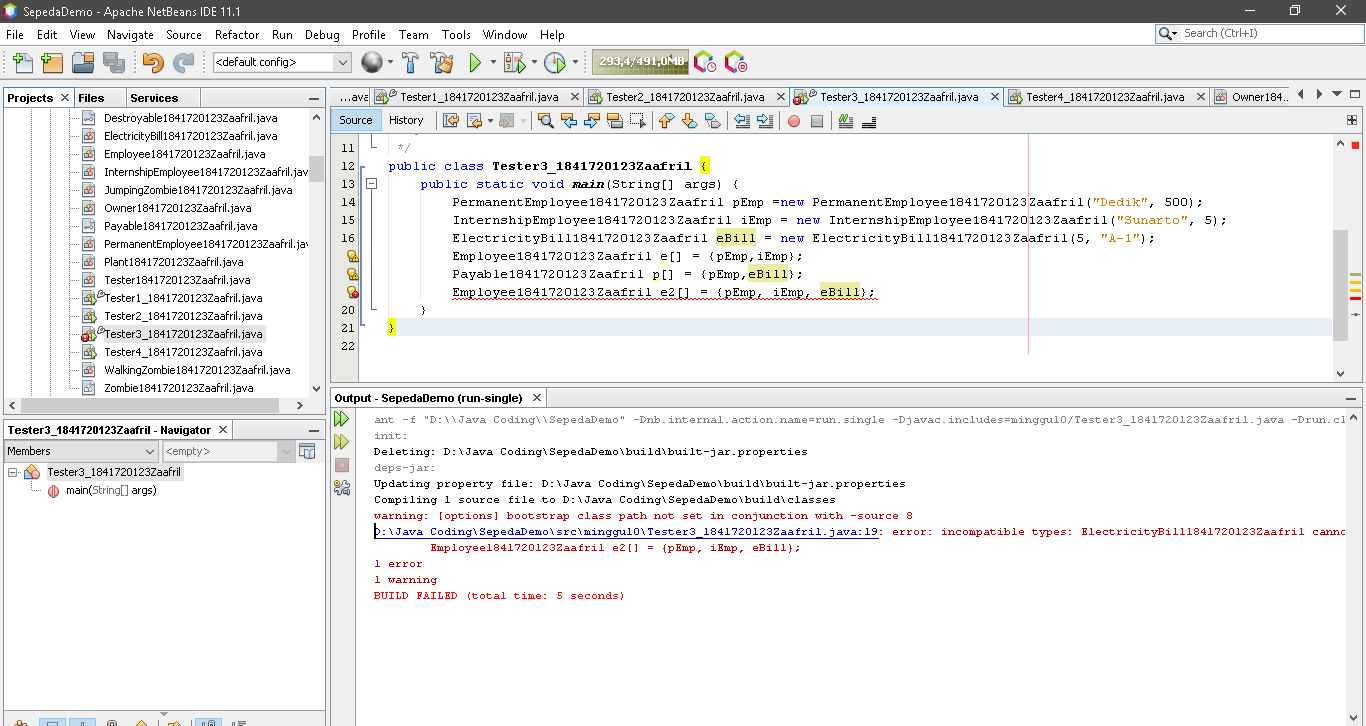 SepedaDemo - Apache NetBeans IDE 11.1
File Edit View Navigate Source Refactor Run Debug Profile Team Tools Window Help
Search (Ctrl+I)
<default config>
293,4/491,0MB
Projects Files Services
Destroyable1841720123Zaafril.java
ElectricityBill1841720123Zaafril.java
Employee1841720123Zaafril.java
InternshipEmployee1841720123Zaafril.jav
JumpingZombie1841720123Zaafril.java
Owner1841720123Zaafril.java
Payable1841720123Zaafril.java
PermanentEmployee1841720123Zaafril.jav
Plant1841720123Zaafril.java
Tester1841720123Zaafril.java
Tester1_1841720123Zaafril.java
Tester2_1841720123Zaafril.java
Tester3_1841720123Zaafril.java
Tester4_1841720123Zaafril.java
WalkingZombie1841720123Zaafril.java
Zombie1841720123Zaafril.java
Tester3_1841720123Zaafril - Navigator
Members <empty>
Tester3_1841720123Zaafril
main(String[] args)
...ava Tester1_1841720123Zaafril.java Tester2_1841720123Zaafril.java Tester3_1841720123Zaafril.java Tester4_1841720123Zaafril.java Owner184...
Source History
11 */
12 public class Tester3_1841720123Zaafril {
13 public static void main(String[] args) {
14 PermanentEmployee1841720123Zaafril pEmp =new PermanentEmployee1841720123Zaafril("Dedik", 500);
15 InternshipEmployee1841720123Zaafril iEmp = new InternshipEmployee1841720123Zaafril("Sunarto", 5);
16 ElectricityBill1841720123Zaafril eBill = new ElectricityBill1841720123Zaafril(5, "A-1");
Employee1841720123Zaafril e[] = {pEmp,iEmp};
Payable1841720123Zaafril p[] = {pEmp,eBill};
Employee1841720123Zaafril e2[] = {pEmp, iEmp, eBill};
20 }
21 }
22
Output - SepedaDemo (run-single)
ant -f "D:\\Java Coding\\SepedaDemo" -Dnb.internal.action.name=run.single -Djavac.includes=minggu10/Tester3_1841720123Zaafril.java -Drun.cl
init:
Deleting: D:\Java Coding\SepedaDemo\build\built-jar.properties
deps-jar:
Updating property file: D:\Java Coding\SepedaDemo\build\built-jar.properties
Compiling 1 source file to D:\Java Coding\SepedaDemo\build\classes
warning: [options] bootstrap class path not set in conjunction with -source 8
D:\Java Coding\SepedaDemo\src\minggu10\Tester3_1841720123Zaafril.java:19: error: incompatible types: ElectricityBill1841720123Zaafril canno
Employee1841720123Zaafril e2[] = {pEmp, iEmp, eBill};
1 error
1 warning
BUILD FAILED (total time: 5 seconds)